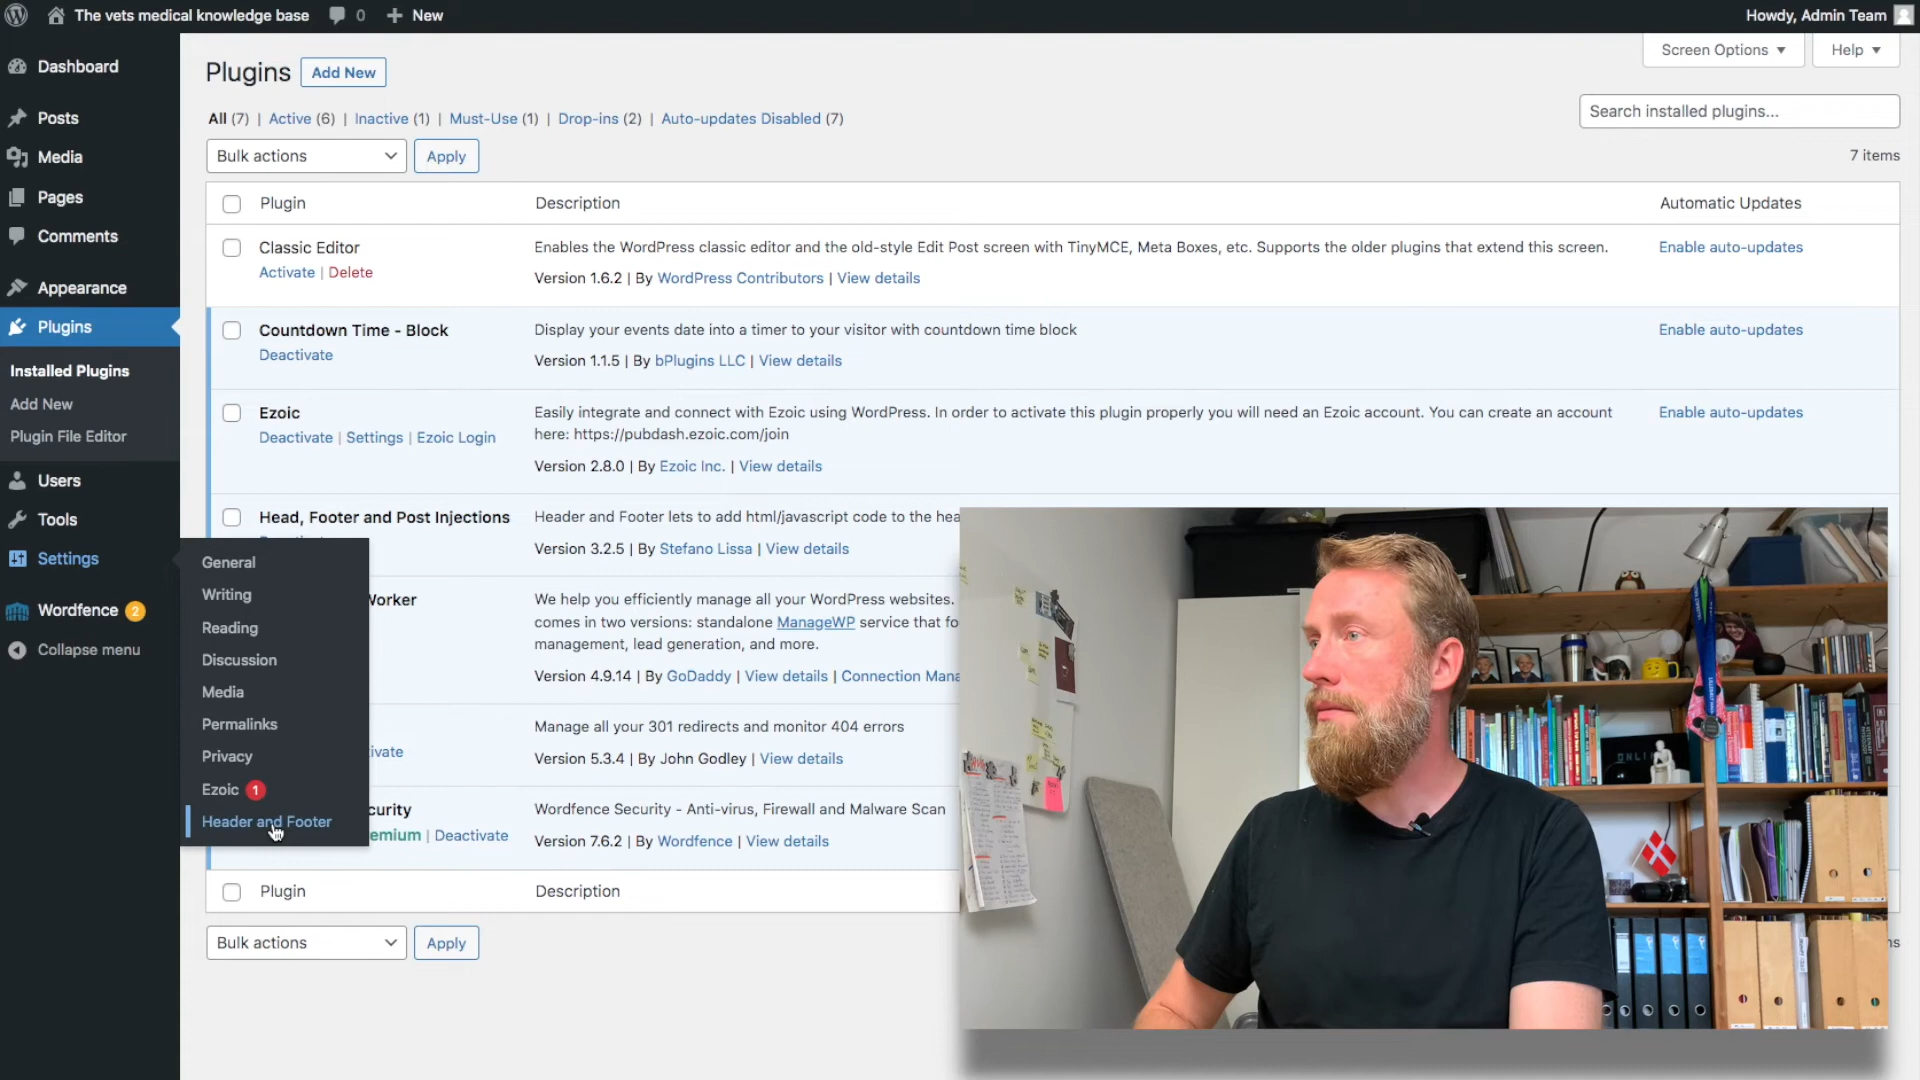 The vets medical knowledge base
0
New
Howdy, Admin Team
Dashboard
Posts
Media
Pages
Comments
Appearance
Plugins
Installed Plugins
Add New
Plugin File Editor
Users
Tools
Settings
Wordfence 2
Collapse menu
General
Writing
Reading
Discussion
Media
Permalinks
Privacy
Ezoic 1
Header and Footer
Screen Options
Help
Plugins
Add New
All (7) | Active (6) | Inactive (1) | Must-Use (1) | Drop-ins (2) | Auto-updates Disabled (7)
Search installed plugins...
Bulk actions
Apply
7 items
Plugin
Description
Automatic Updates
Classic Editor
Activate | Delete
Enables the WordPress classic editor and the old-style Edit Post screen with TinyMCE, Meta Boxes, etc. Supports the older plugins that extend this screen.
Version 1.6.2 | By WordPress Contributors | View details
Enable auto-updates
Countdown Time - Block
Deactivate
Display your events date into a timer to your visitor with countdown time block
Version 1.1.5 | By bPlugins LLC | View details
Enable auto-updates
Ezoic
Deactivate | Settings | Ezoic Login
Easily integrate and connect with Ezoic using WordPress. In order to activate this plugin properly you will need an Ezoic account. You can create an account
here: https://pubdash.ezoic.com/join
Version 2.8.0 | By Ezoic Inc. | View details
Enable auto-updates
Head, Footer and Post Injections
Header and Footer lets to add html/javascript code to the hea
Version 3.2.5 | By Stefano Lissa | View details
Worker
We help you efficiently manage all your WordPress websites.
comes in two versions: standalone ManageWP service that fo
management, lead generation, and more.
Version 4.9.14 | By GoDaddy | View details | Connection Mana
ivate
Manage all your 301 redirects and monitor 404 errors
Version 5.3.4 | By John Godley | View details
curity
emium | Deactivate
Wordfence Security - Anti-virus, Firewall and Malware Scan
Version 7.6.2 | By Wordfence | View details
Plugin
Description
Bulk actions
Apply
ns